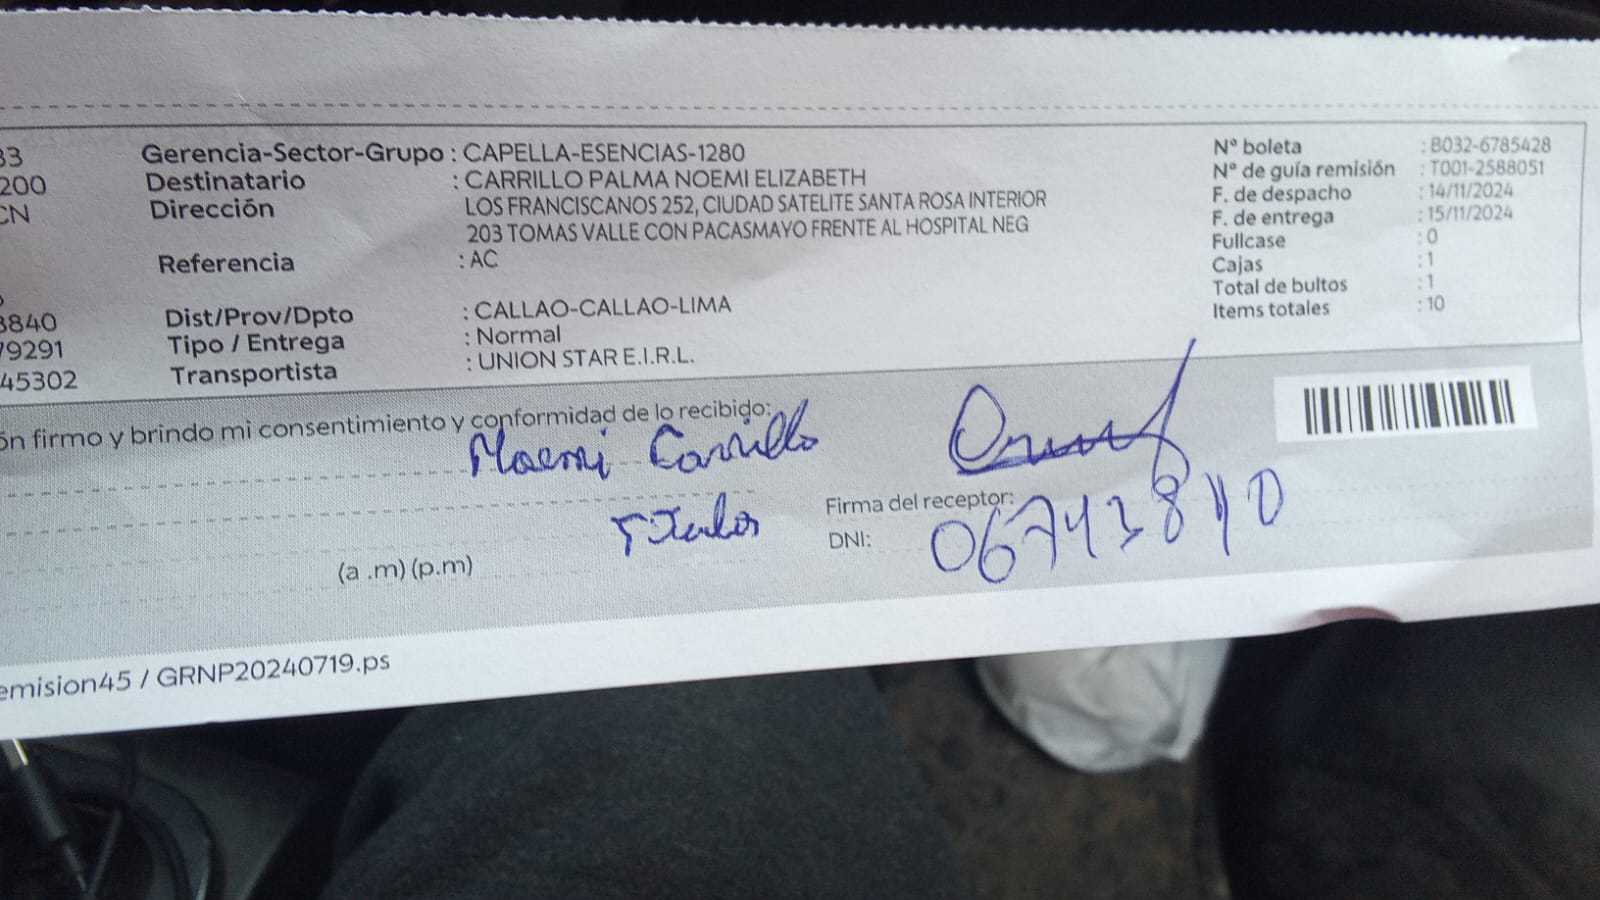 33
Gerencia-Sector-Grupo : CAPELLA-ESENCIAS-1280
200
Destinatario : CARRILLO PALMA NOEMI ELIZABETH
CN
Dirección LOS FRANCISCANOS 252, CIUDAD SATELITE SANTA ROSA INTERIOR
203 TOMAS VALLE CON PACASMAYO FRENTE AL HOSPITAL NEG
Referencia : AC
3840
Dist/Prov/Dpto : CALLAO-CALLAO-LIMA
79291
Tipo / Entrega : Normal
45302
Transportista : UNION STAR E.I.R.L.
Nº boleta : B032-6785428
Nº de guía remisión : T001-2588051
F. de despacho : 14/11/2024
F. de entrega : 15/11/2024
Fullcase : 0
Cajas : 1
Total de bultos : 1
Items totales : 10
ón firmo y brindo mi consentimiento y conformidad de lo recibido:
Noemi Carrillo
Firma del receptor:
DNI:
(a .m) (p.m)
emision45 / GRNP20240719.ps